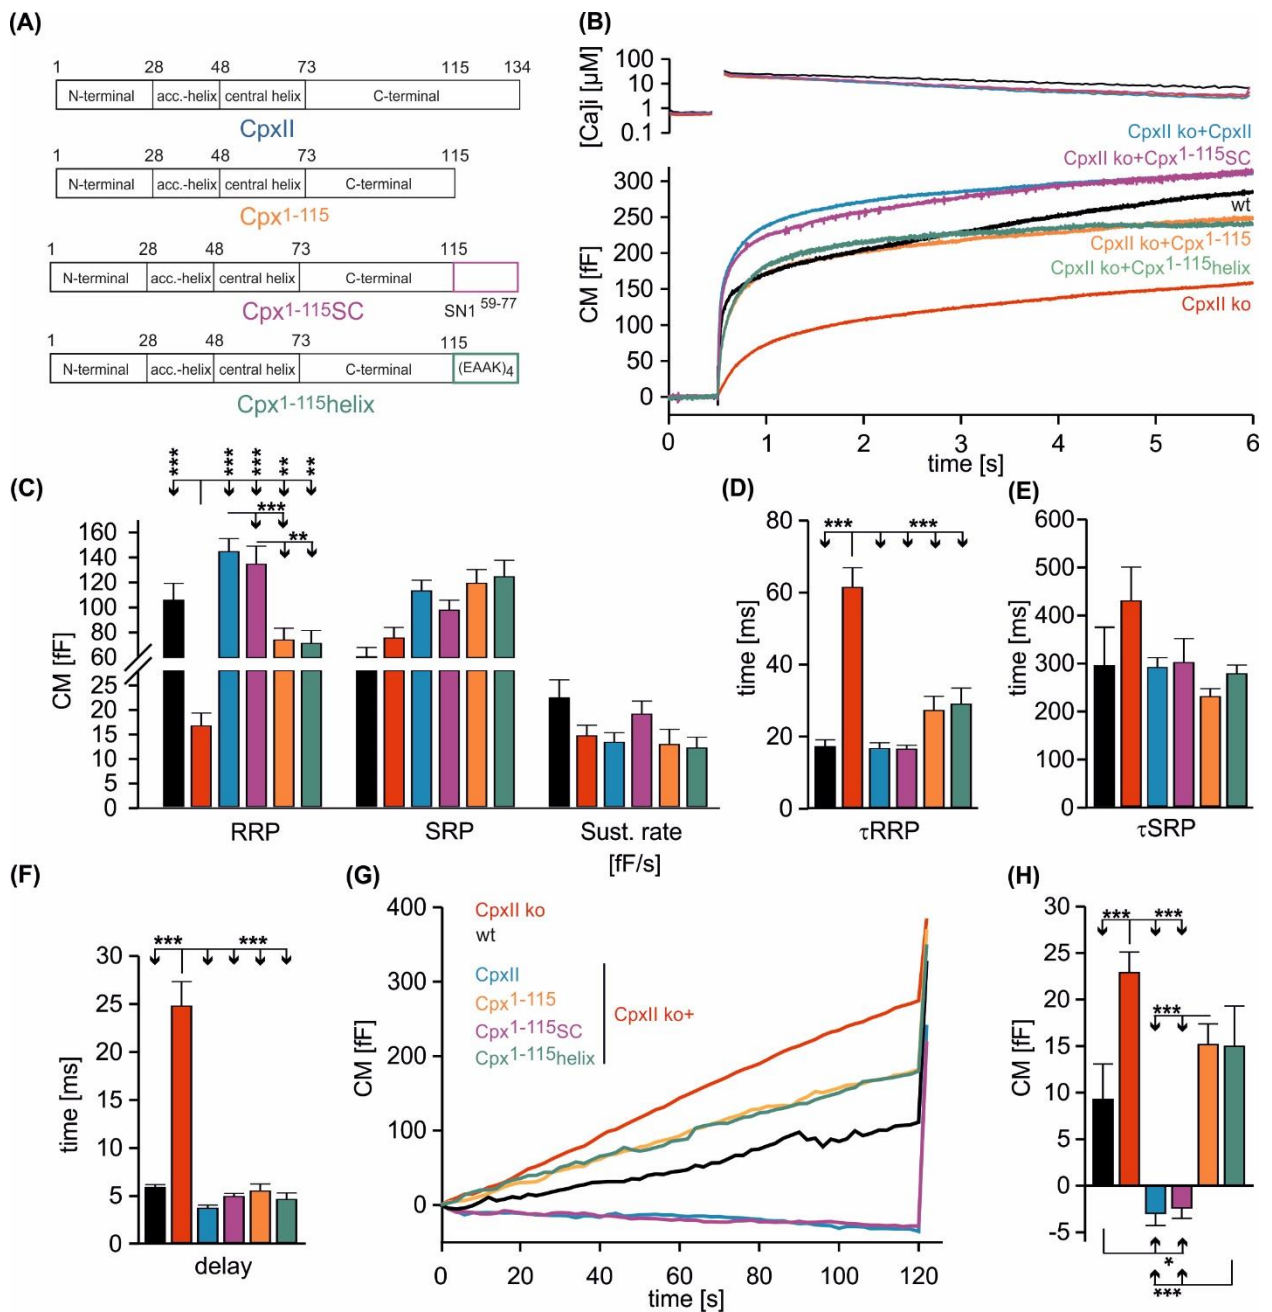 (A)
1 28 48 73 115 134
N-terminal acc.-helix central helix C-terminal
CpxII
1 28 48 73 115
N-terminal acc.-helix central helix C-terminal
Cpx1-115
1 28 48 73 115
N-terminal acc.-helix central helix C-terminal
Cpx1-115SC SN1 59-77
1 28 48 73 115
N-terminal acc.-helix central helix C-terminal (EAAK)4
Cpx1-115helix
(B)
[Ca]i [µM]
100
10
1
0.1
CpxII ko+CpxII
CpxII ko+Cpx1-115SC
wt
CpxII ko+Cpx1-115
CpxII ko+Cpx1-115helix
CpxII ko
CM [fF]
300
250
200
150
100
50
0
0 1 2 3 4 5 6
time [s]
(C)
*** *** *** ** **
***
**
CM [fF]
160
140
120
100
80
60
25
20
15
10
5
0
RRP SRP Sust. rate
[fF/s]
(D)
time [ms]
80
60
40
20
0
*** ***
τRRP
(E)
time [ms]
600
500
400
300
200
100
0
τSRP
(F)
time [ms]
30
25
20
15
10
5
0
*** ***
delay
(G)
CM [fF]
400
300
200
100
0
CpxII ko
wt
CpxII
Cpx1-115
Cpx1-115SC
Cpx1-115helix
CpxII ko+
0 20 40 60 80 100 120
time [s]
(H)
CM [fF]
30
25
20
15
10
5
0
-5
*** ***
***
*
***